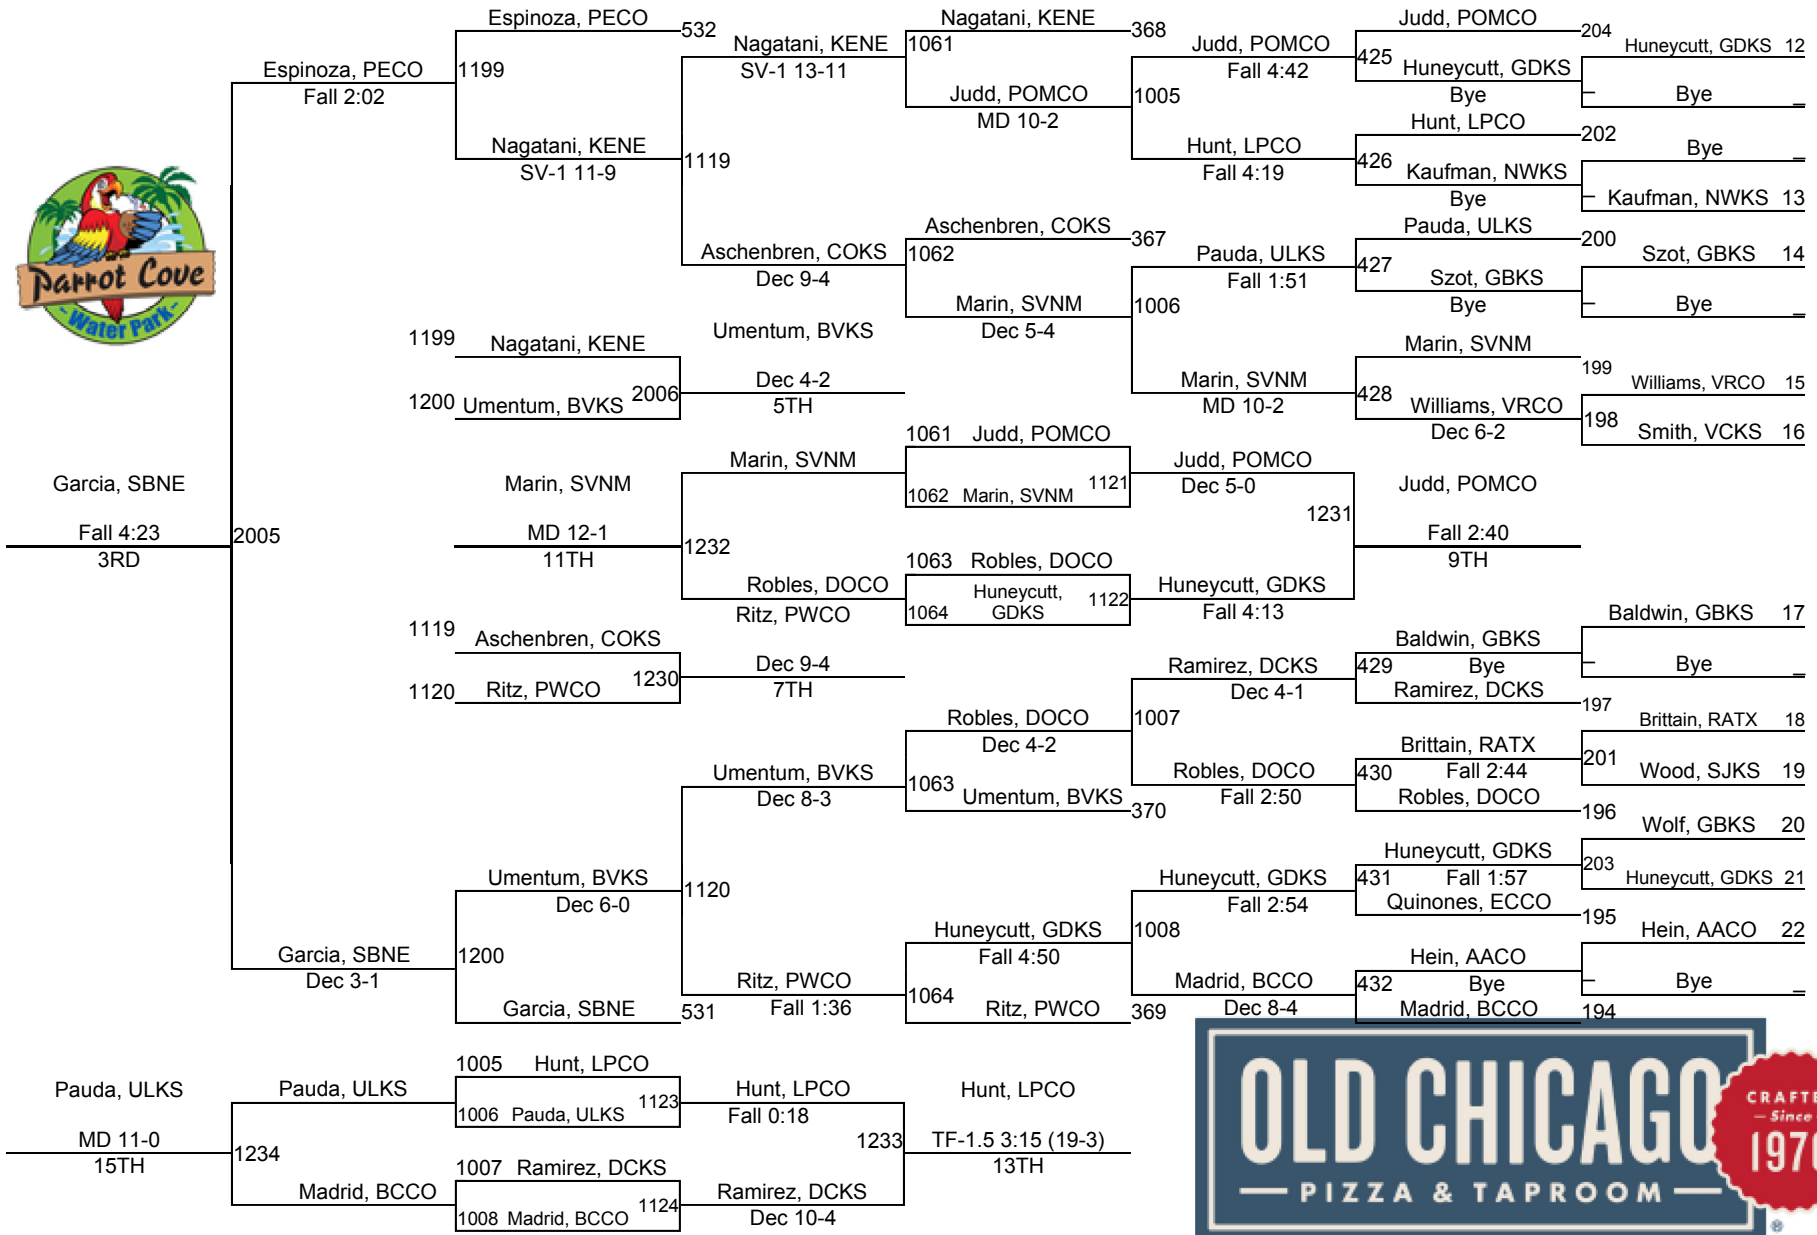 Espinoza, PECO
532
Nagatani, KENE
368
Judd, POMCO
204
Huneycutt, GDKS 12
Nagatani, KENE
1061
Judd, POMCO
Espinoza, PECO
1199
SV-1 13-11
Fall 4:42
425
Huneycutt, GDKS
Fall 2:02
Judd, POMCO
1005
Bye
– Bye _
MD 10-2
Hunt, LPCO
202
Nagatani, KENE
1119
Hunt, LPCO
Bye _
SV-1 11-9
Fall 4:19
426
Kaufman, NWKS
Bye
– Kaufman, NWKS 13
Parrot Cove
- Water Park -
Aschenbren, COKS
367
Pauda, ULKS
200
Aschenbren, COKS
1062
Pauda, ULKS
Szot, GBKS 14
Dec 9-4
Fall 1:51
427
Szot, GBKS
Marin, SVNM
1006
Bye
– Bye _
Dec 5-4
1199
Nagatani, KENE
Umentum, BVKS
Marin, SVNM
199
1200
Umentum, BVKS
2006
Dec 4-2
5TH
Marin, SVNM
MD 10-2
428
Williams, VRCO
Dec 6-2
Williams, VRCO 15
198
Smith, VCKS 16
1061 Judd, POMCO
Marin, SVNM
Judd, POMCO
Garcia, SBNE
Marin, SVNM
1062 Marin, SVNM
1121
Dec 5-0
Judd, POMCO
1231
Fall 4:23
2005
MD 12-1
1232
Fall 2:40
3RD
11TH
9TH
1063 Robles, DOCO
Robles, DOCO
1064
Huneycutt,
GDKS
1122
Huneycutt, GDKS
Ritz, PWCO
Fall 4:13
1119
Aschenbren, COKS
Baldwin, GBKS 17
1120
Ritz, PWCO
1230
Dec 9-4
7TH
Baldwin, GBKS
Ramirez, DCKS
429
Bye
– Bye _
Dec 4-1
Ramirez, DCKS
197
Robles, DOCO
1007
Brittain, RATX 18
Dec 4-2
Brittain, RATX
201
Umentum, BVKS
Robles, DOCO
430
Fall 2:44
Wood, SJKS 19
Dec 8-3
1063
Umentum, BVKS
370
Fall 2:50
Robles, DOCO
196
Wolf, GBKS 20
Huneycutt, GDKS
203
Umentum, BVKS
1120
Huneycutt, GDKS
431
Fall 1:57
Huneycutt, GDKS 21
Dec 6-0
Fall 2:54
Quinones, ECCO
195
Huneycutt, GDKS
1008
Hein, AACO 22
Garcia, SBNE
1200
Fall 4:50
Hein, AACO
Dec 3-1
Ritz, PWCO
1064
Madrid, BCCO
432
Bye
– Bye _
Garcia, SBNE
531
Fall 1:36
Ritz, PWCO
369
Dec 8-4
Madrid, BCCO
194
1005 Hunt, LPCO
Pauda, ULKS
Pauda, ULKS
1006 Pauda, ULKS
1123
Hunt, LPCO
Fall 0:18
Hunt, LPCO
MD 11-0
1234
1233
TF-1.5 3:15 (19-3)
15TH
13TH
1007 Ramirez, DCKS
Madrid, BCCO
1008 Madrid, BCCO
1124
Ramirez, DCKS
Dec 10-4
OLD CHICAGO
PIZZA & TAPROOM
CRAFTE
— Since
1976
®